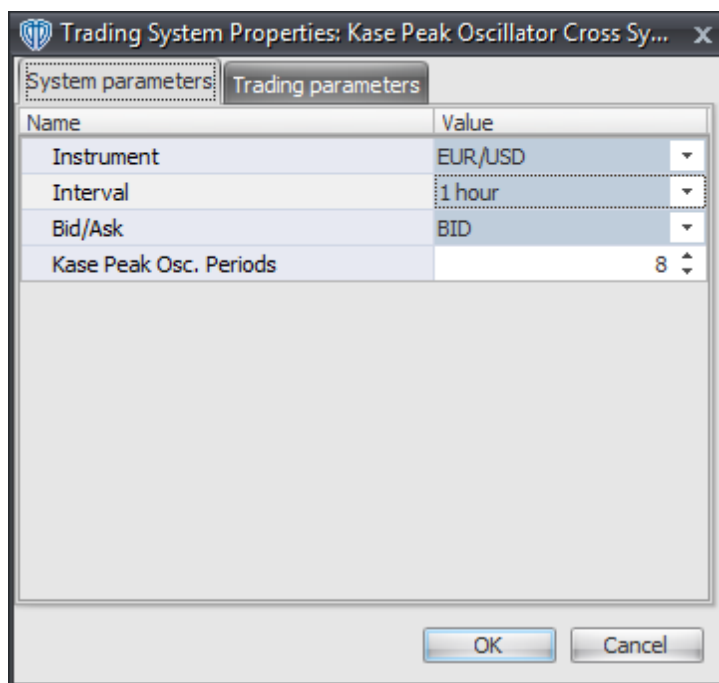 Trading System Properties: Kase Peak Oscillator Cross Sy... x
System parameters Trading parameters
Name Value
Instrument EUR/USD
Interval 1 hour
Bid/Ask BID
Kase Peak Osc. Periods 8
OK Cancel